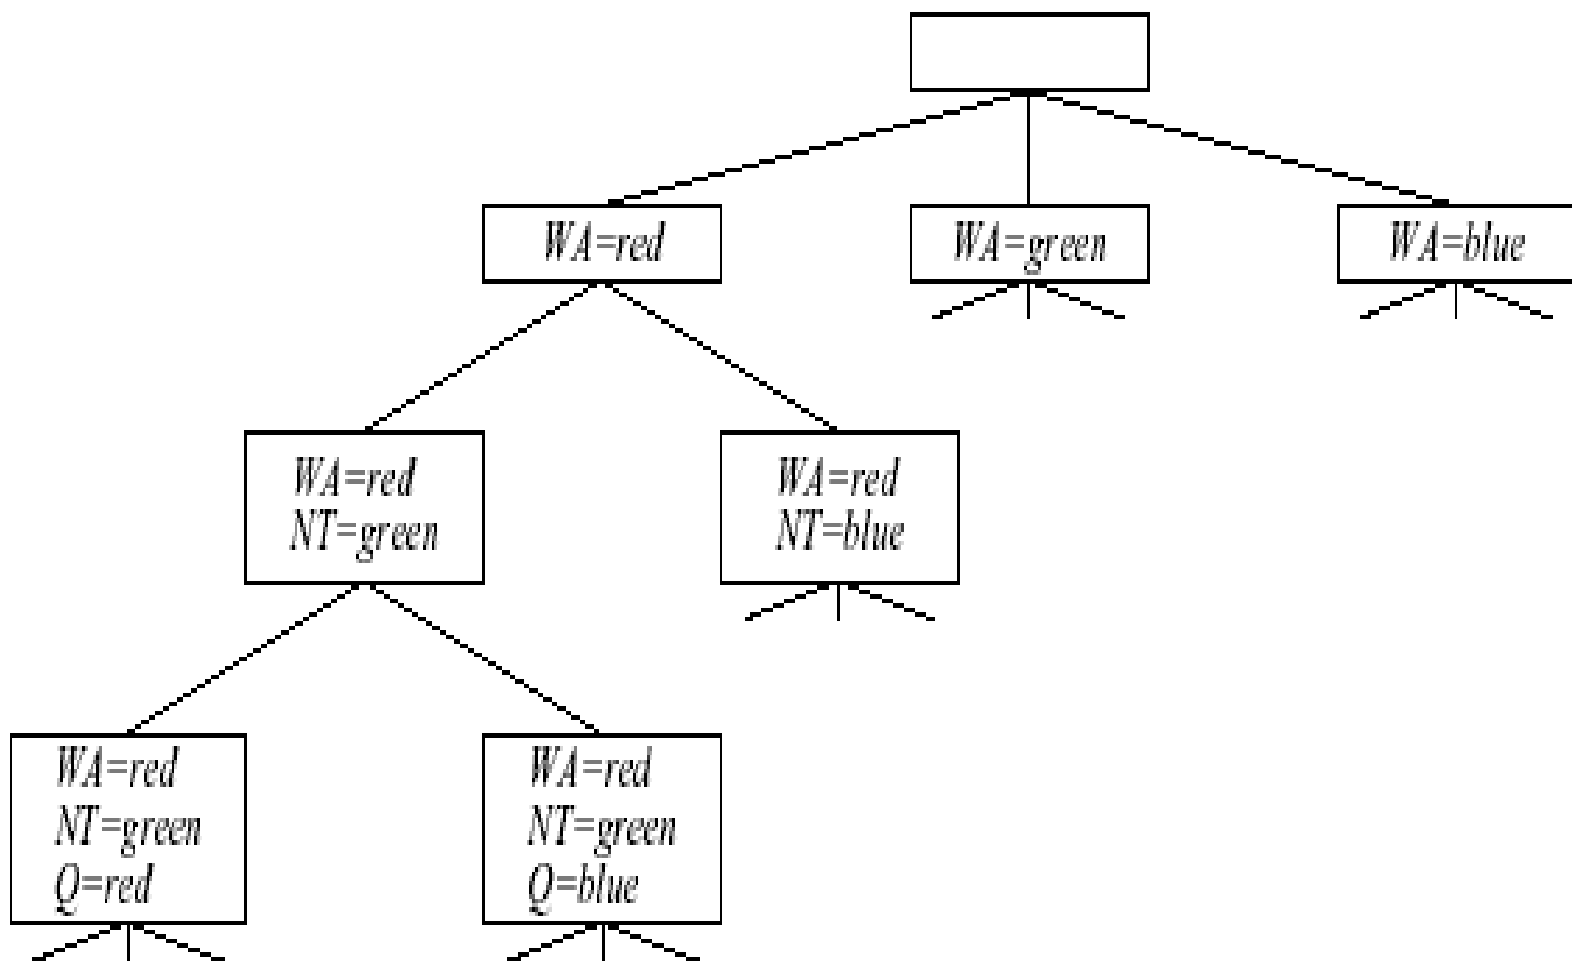 WA=red
WA=green
WA=blue
WA=red
NT=green
WA=red
NT=blue
WA=red
NT=green
Q=red
WA=red
NT=green
Q=blue